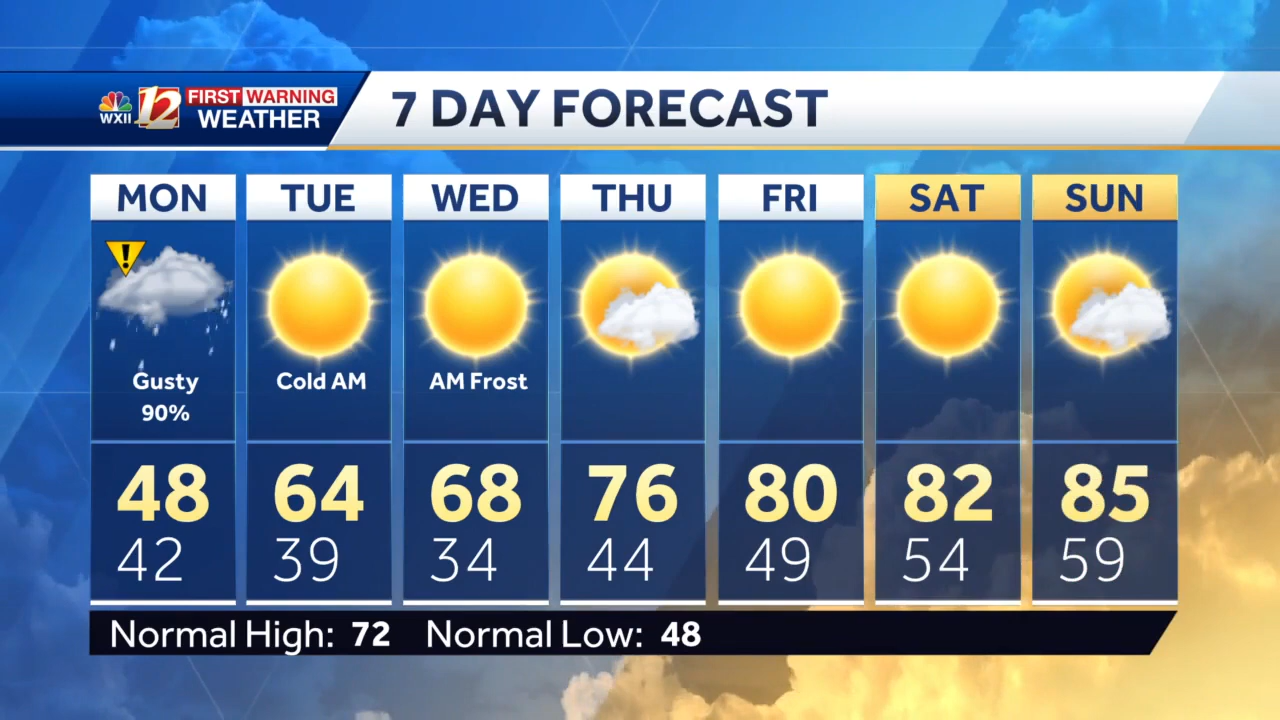 WXII 12 FIRST WARNING
WEATHER
7 DAY FORECAST
MON TUE WED THU FRI SAT SUN
!
Gusty Cold AM AM Frost
90%
48 64 68 76 80 82 85
42 39 34 44 49 54 59
Normal High: 72 Normal Low: 48